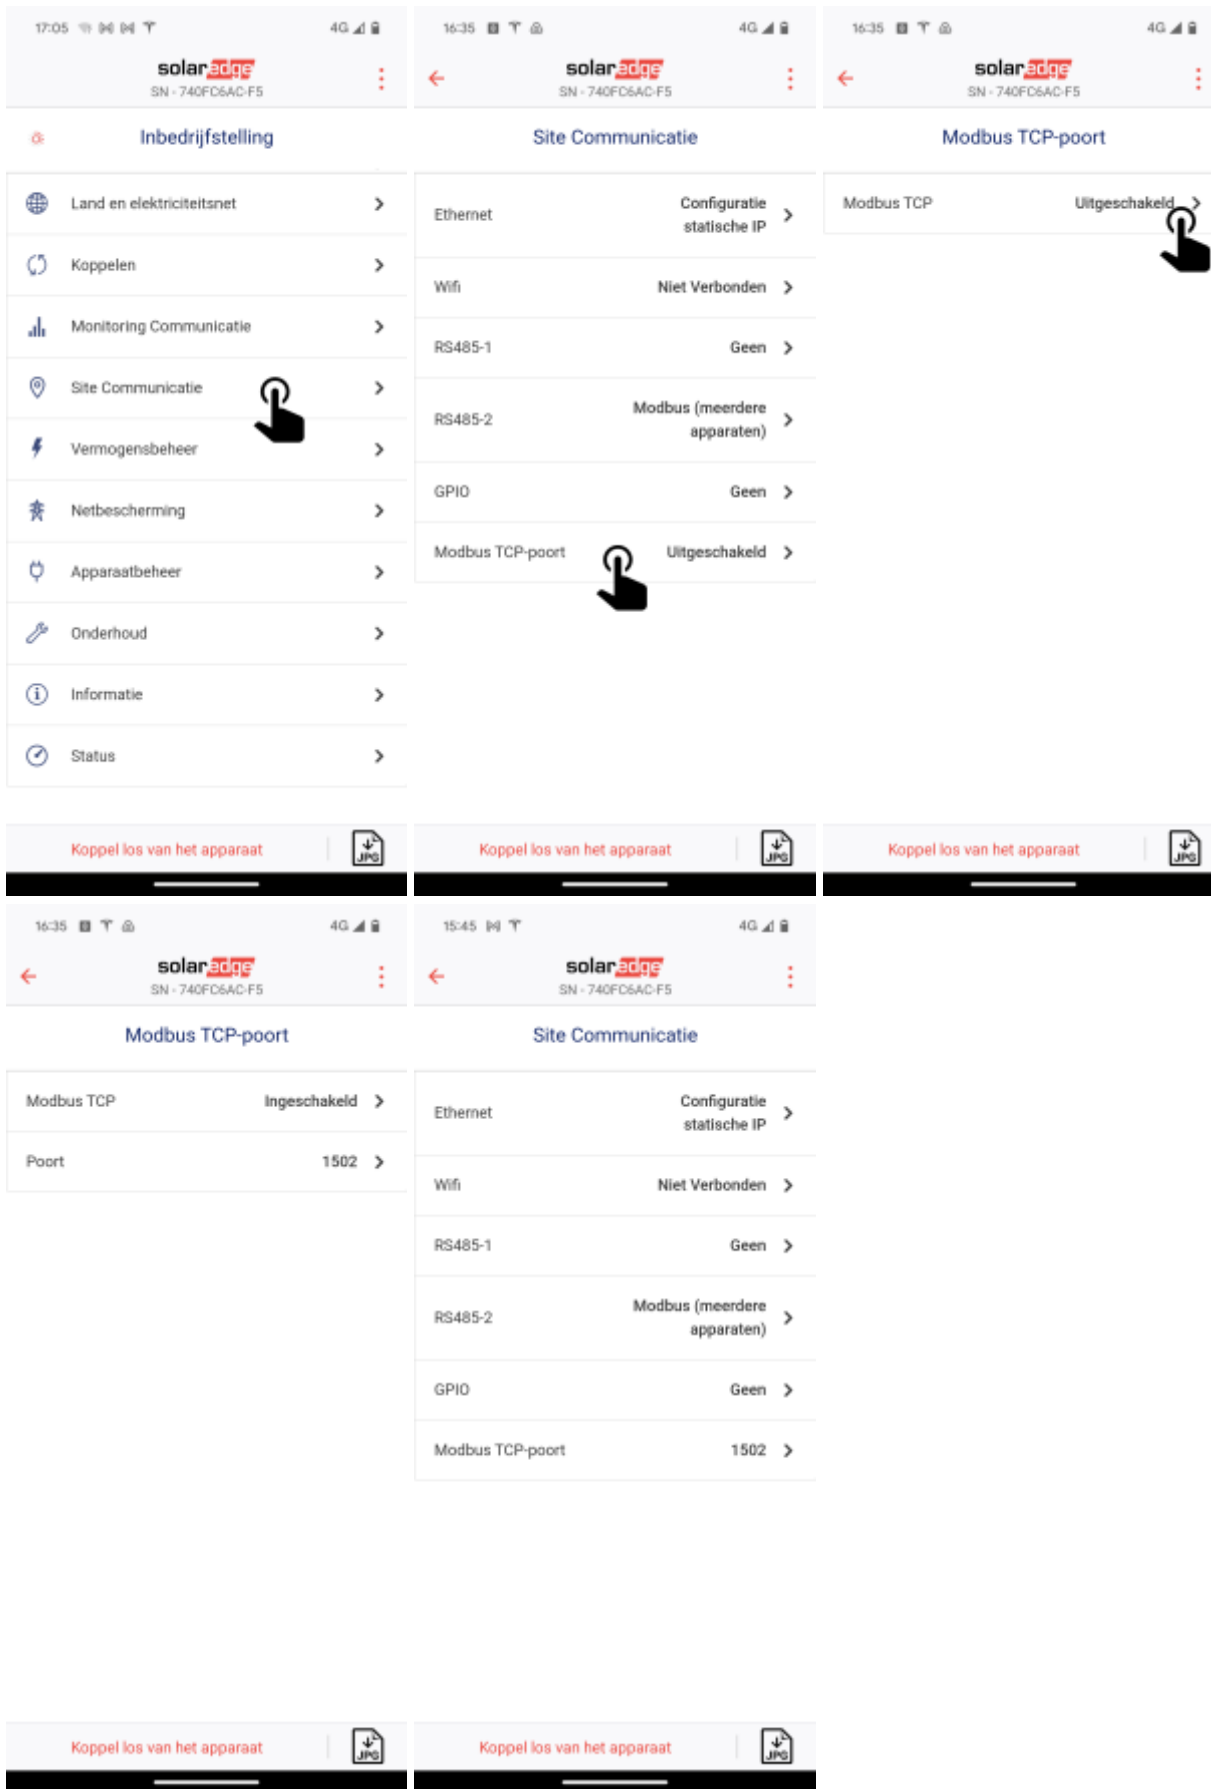 17:05
4G
solaredge
SN - 740FC6AC-F5
Inbedrijfstelling
Land en elektriciteitsnet
Koppelen
Monitoring Communicatie
Site Communicatie
Vermogensbeheer
Netbescherming
Apparaatbeheer
Onderhoud
Informatie
Status
Koppel los van het apparaat
JPG
16:35
4G
solaredge
SN - 740FC6AC-F5
Site Communicatie
Ethernet
Configuratie
statische IP
Wifi
Niet Verbonden
RS485-1
Geen
RS485-2
Modbus (meerdere
apparaten)
GPIO
Geen
Modbus TCP-poort
Uitgeschakeld
Koppel los van het apparaat
JPG
16:35
4G
solaredge
SN - 740FC6AC-F5
Modbus TCP-poort
Modbus TCP
Uitgeschakeld
Koppel los van het apparaat
JPG
16:35
4G
solaredge
SN - 740FC6AC-F5
Modbus TCP-poort
Modbus TCP
Ingeschakeld
Poort
1502
Koppel los van het apparaat
JPG
15:45
4G
solaredge
SN - 740FC6AC-F5
Site Communicatie
Ethernet
Configuratie
statische IP
Wifi
Niet Verbonden
RS485-1
Geen
RS485-2
Modbus (meerdere
apparaten)
GPIO
Geen
Modbus TCP-poort
1502
Koppel los van het apparaat
JPG